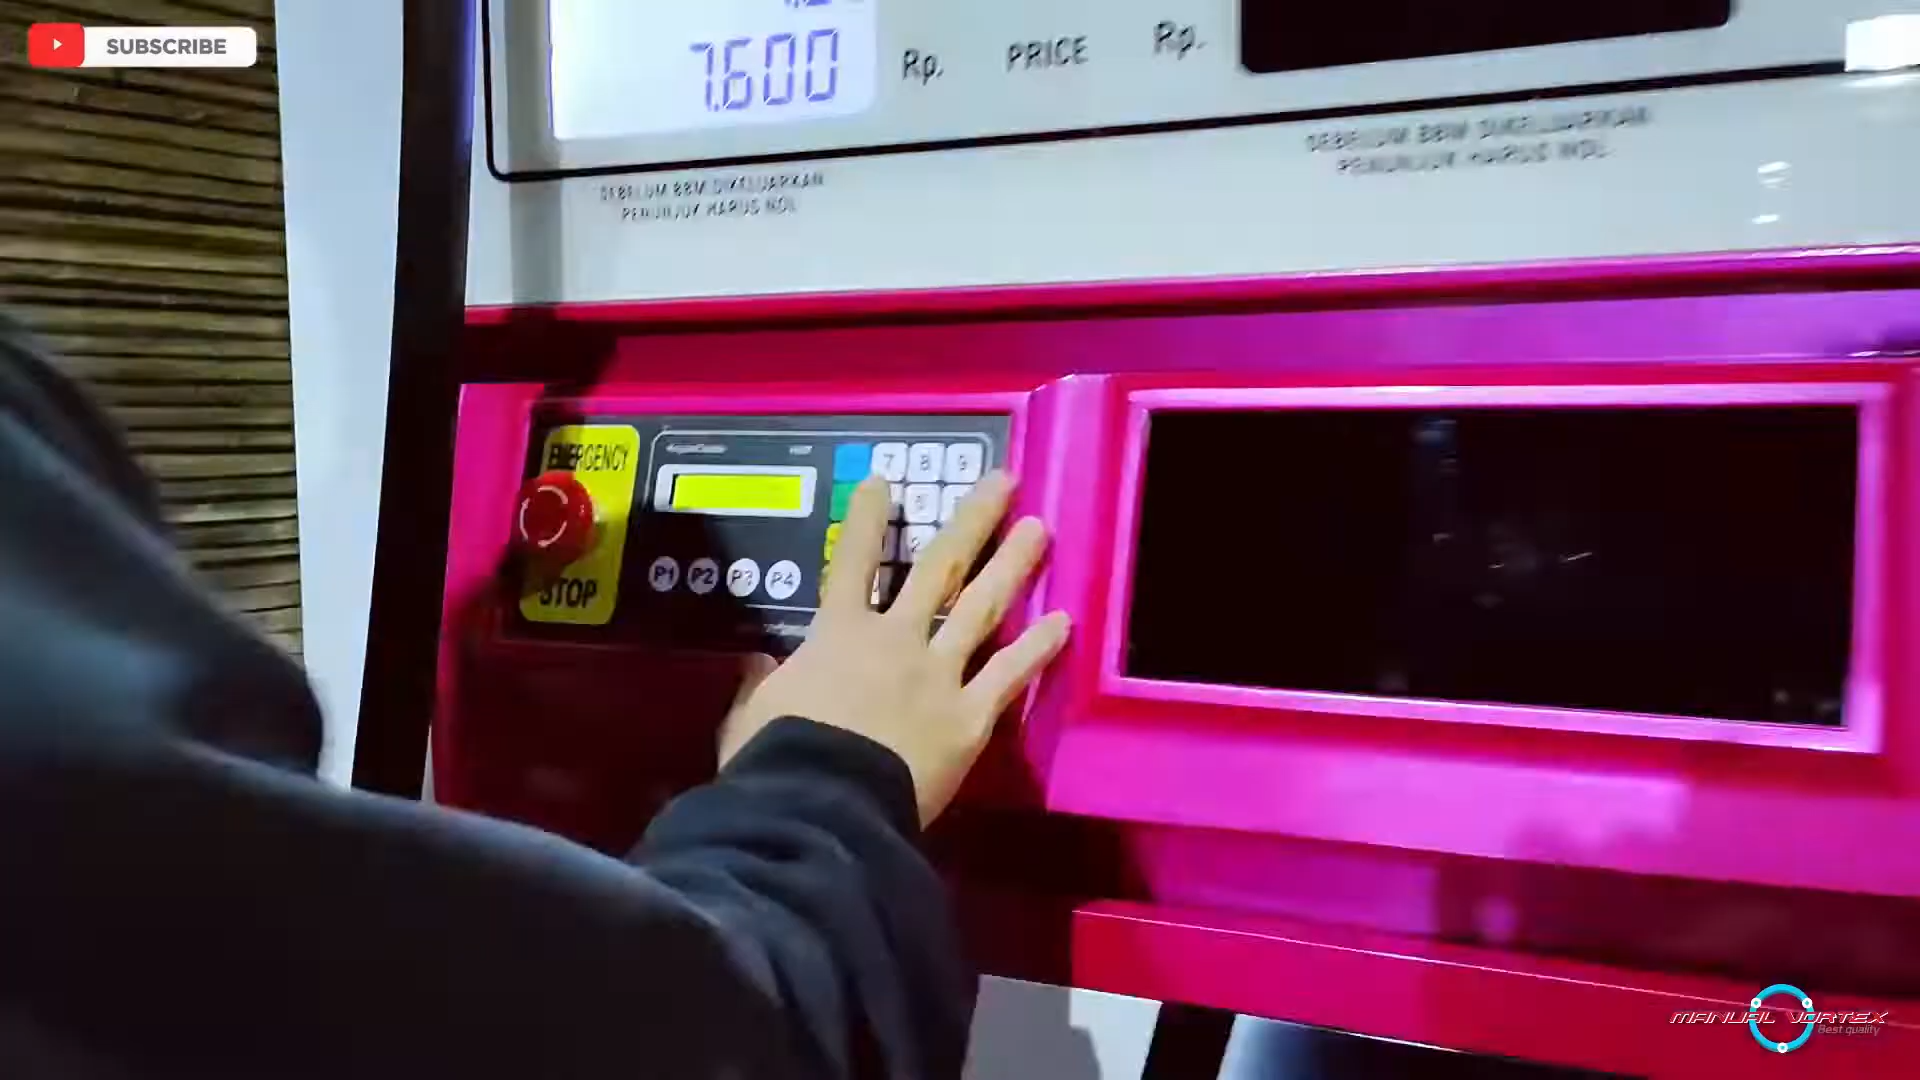 SUBSCRIBE
7.600 Rp. PRICE Rp.
SEBELUM BBM DIKELUARKAN
PENUNJUK HARUS NOL
SEBELUM BBM DIKELUARKAN
PENUNJUK HARUS NOL
EMERGENCY
STOP
7 8 9
2
P1 P2 P3 P4
MANUAL VORTEX
Best quality